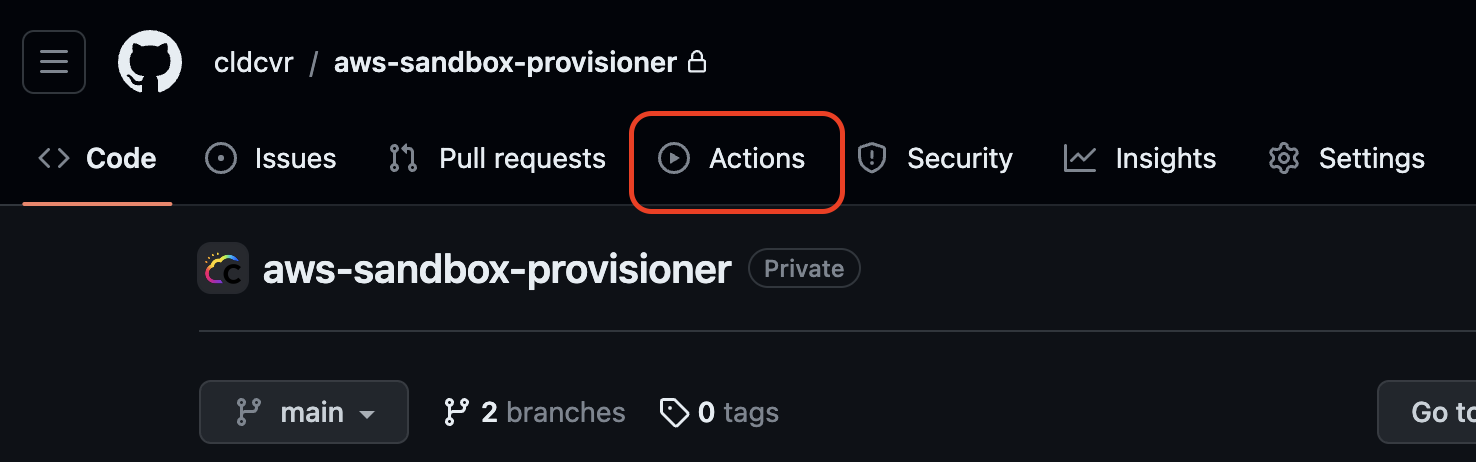 cldcvr / aws-sandbox-provisioner
Code Issues Pull requests Actions Security Insights Settings
aws-sandbox-provisioner Private
main 2 branches 0 tags Go to